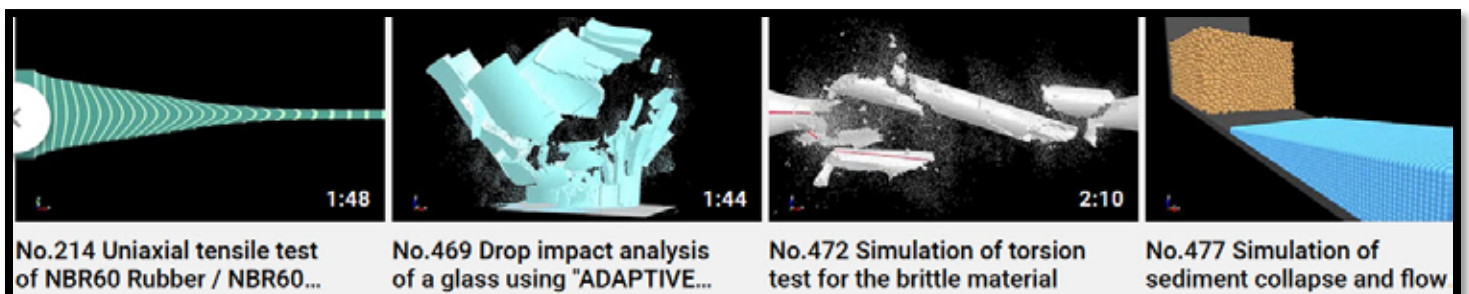 1:48
No.214 Uniaxial tensile test
of NBR60 Rubber / NBR60...
1:44
No.469 Drop impact analysis
of a glass using "ADAPTIVE...
2:10
No.472 Simulation of torsion
test for the brittle material
No.477 Simulation of
sediment collapse and flow